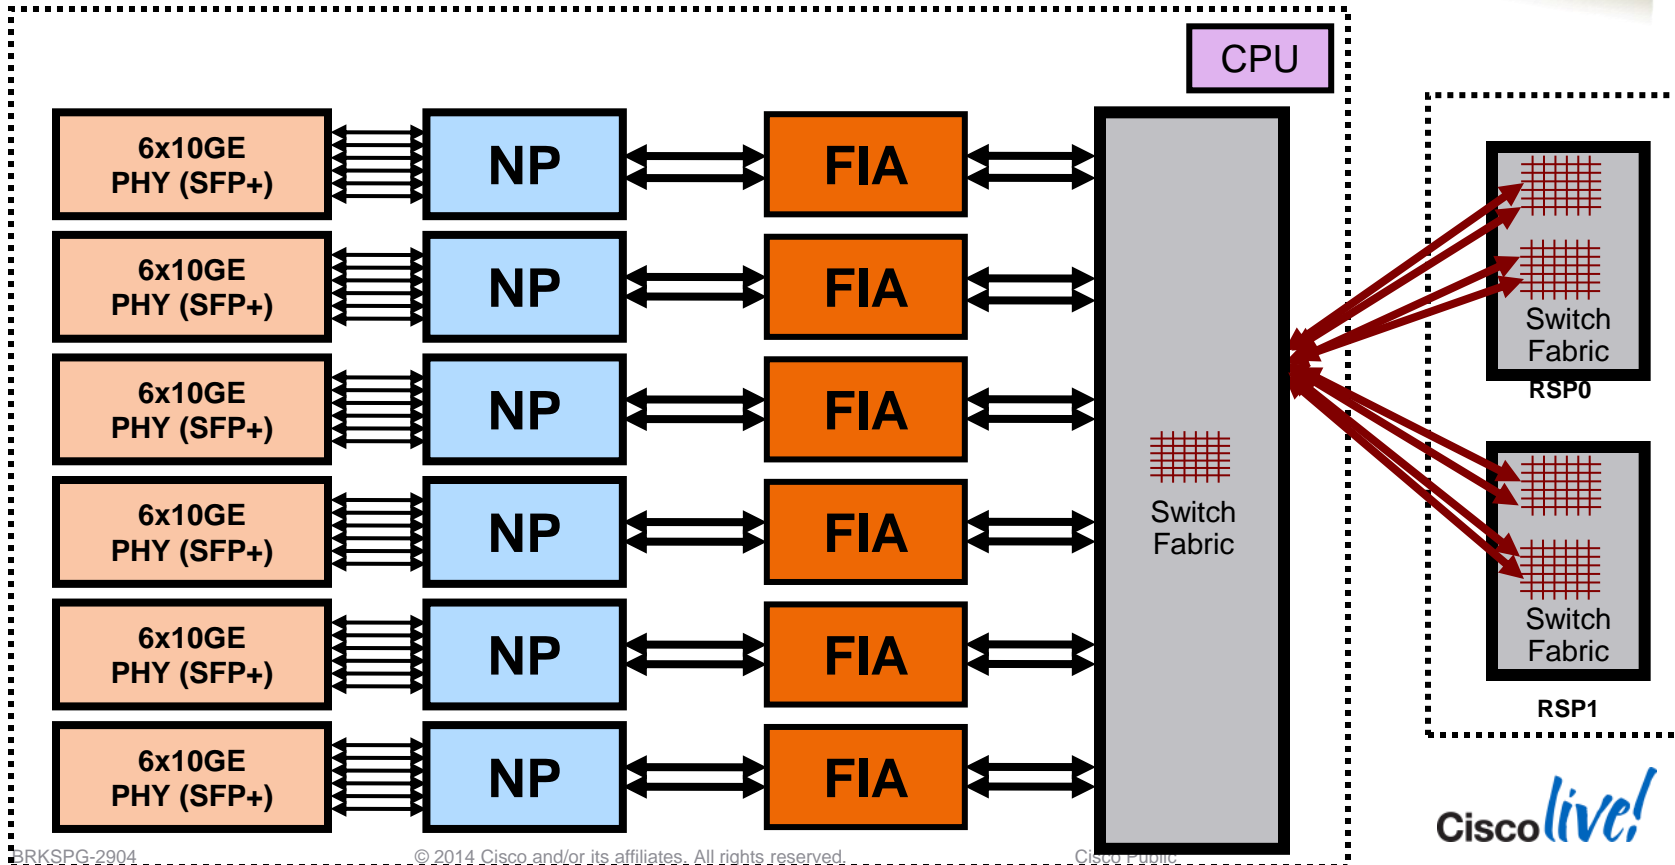 CPU
6x10GE
PHY (SFP+)
NP
FIA
6x10GE
PHY (SFP+)
NP
FIA
6x10GE
PHY (SFP+)
NP
FIA
6x10GE
PHY (SFP+)
NP
FIA
6x10GE
PHY (SFP+)
NP
FIA
6x10GE
PHY (SFP+)
NP
FIA
Switch
Fabric
Switch
Fabric
RSP0
Switch
Fabric
RSP1
Cisco live!
BRKSPG-2904
© 2014 Cisco and/or its affiliates. All rights reserved.
Cisco Public